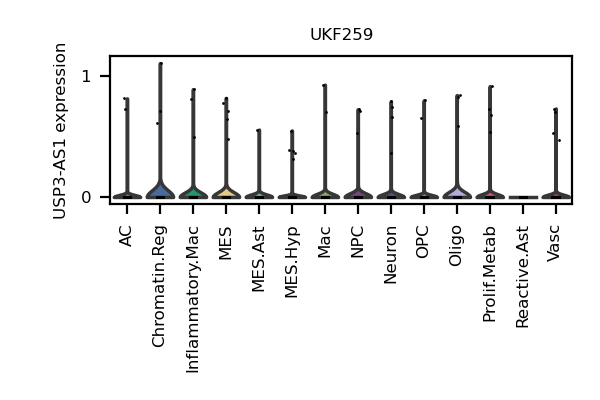 UKF259
USP3-AS1 expression
1
0
AC
Chromatin.Reg
Inflammatory.Mac
MES
MES.Ast
MES.Hyp
Mac
NPC
Neuron
OPC
Oligo
Prolif.Metab
Reactive.Ast
Vasc